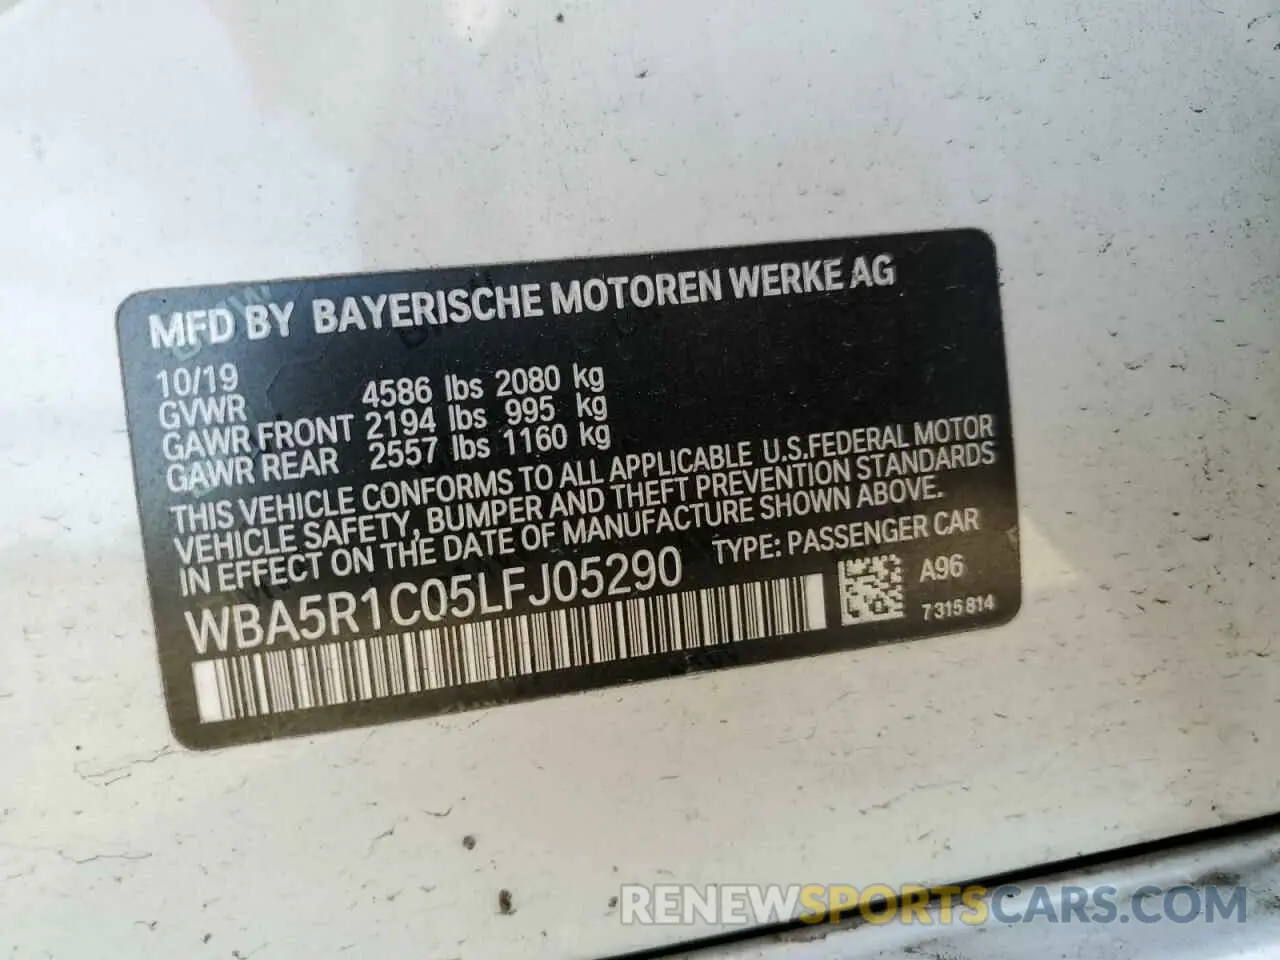 MFD BY BAYERISCHE MOTOREN WERKE AG
10/19
GVWR 4586 lbs 2080 kg
GAWR FRONT 2194 lbs 995 kg
GAWR REAR 2557 lbs 1160 kg
THIS VEHICLE CONFORMS TO ALL APPLICABLE U.S.FEDERAL MOTOR
VEHICLE SAFETY, BUMPER AND THEFT PREVENTION STANDARDS
IN EFFECT ON THE DATE OF MANUFACTURE SHOWN ABOVE.
WBA5R1C05LFJ05290 TYPE: PASSENGER CAR
A96
7315814
RENEWSPORTSCARS.COM